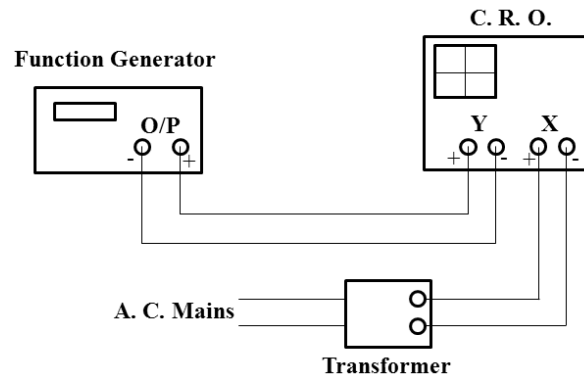 C. R. O.
Function Generator
O/P
- +
Y X
+ - + -
A. C. Mains
Transformer